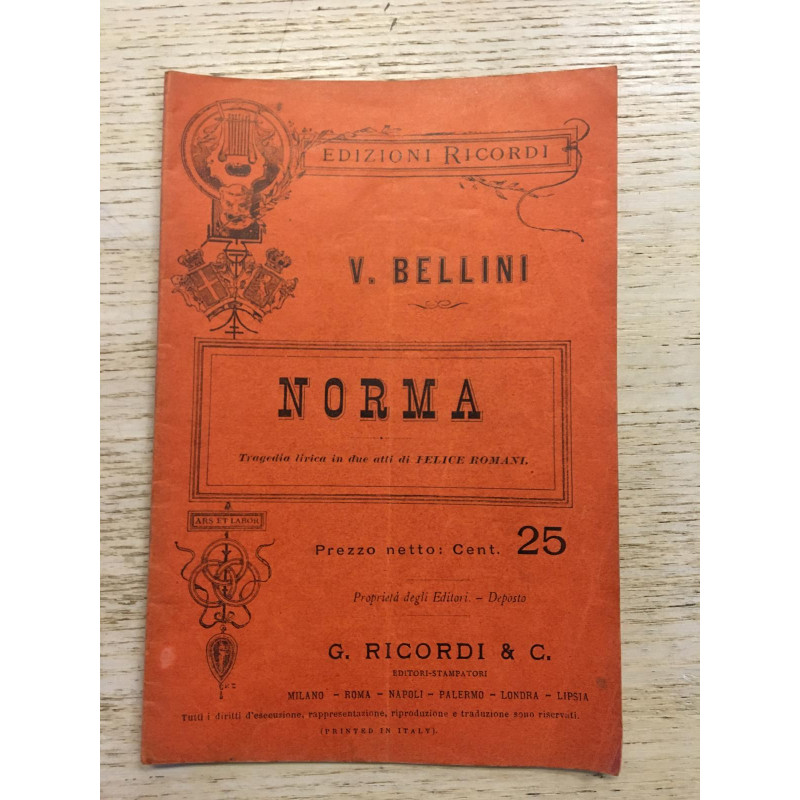 EDIZIONI RICORDI
V. BELLINI
NORMA
Tragedia lirica in due atti di FELICE ROMANI.
ARS ET LABOR
Prezzo netto: Cent. 25
Proprietà degli Editori. – Deposto
G. RICORDI & C.
EDITORI-STAMPATORI
MILANO – ROMA – NAPOLI – PALERMO – LONDRA – LIPSIA
Tutti i diritti d'esecuzione, rappresentazione, riproduzione e traduzione sono riservati.
(PRINTED IN ITALY).